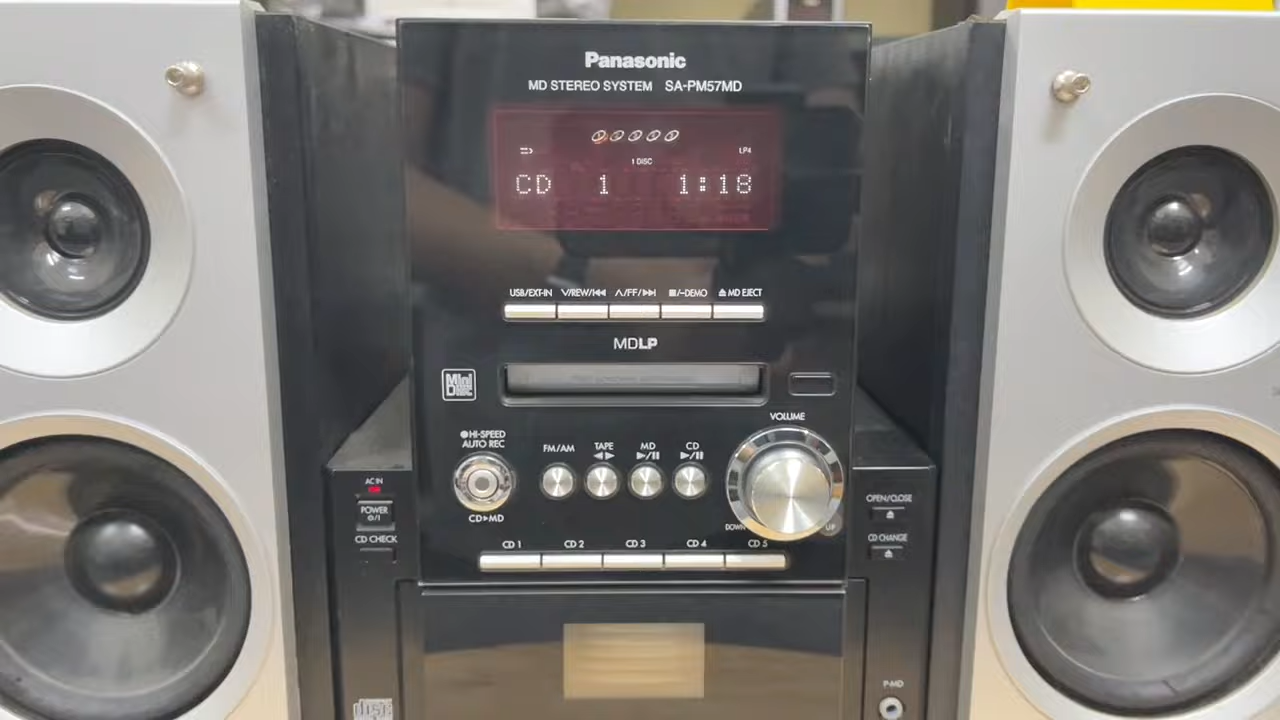 Panasonic
MD STEREO SYSTEM SA-PM57MD
LP4
1 DISC
CD 1 1:18
USB/EXT-IN ∨/REW/⏮ ∧/FF/⏭ ■/–DEMO ⏏ MD EJECT
MDLP
Mini Disc
VOLUME
●HI-SPEED
AUTO REC
FM/AM
TAPE
◀ ▶
MD
▶/❚❚
CD
▶/❚❚
CD▶MD
DOWN
UP
CD 1 CD 2 CD 3 CD 4 CD 5
AC IN
POWER
⏻/I
CD CHECK
OPEN/CLOSE
⏏
CD CHANGE
⏏
P-MD
disc